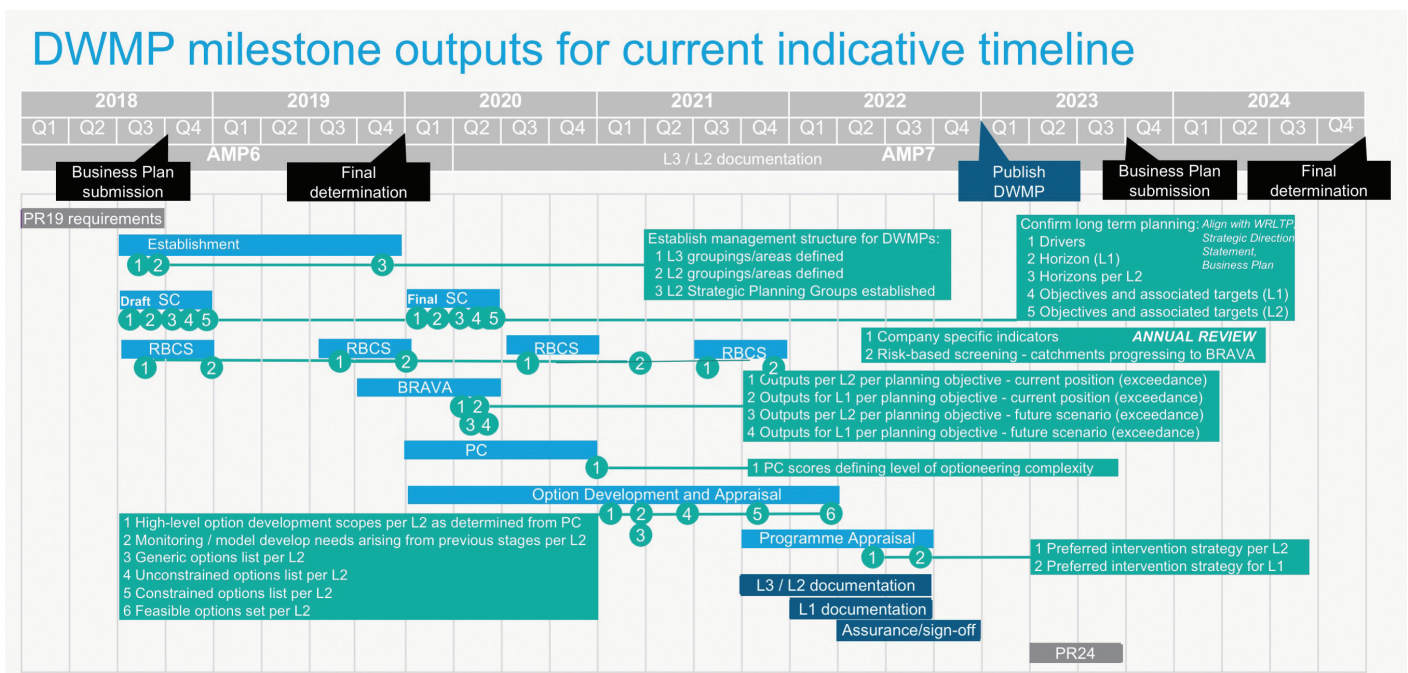 DWMP milestone outputs for current indicative timeline
2018 2019 2020 2021 2022 2023 2024
Q1 Q2 Q3 Q4 Q1 Q2 Q3 Q4 Q1 Q2 Q3 Q4 Q1 Q2 Q3 Q4 Q1 Q2 Q3 Q4 Q1 Q2 Q3 Q4 Q1 Q2 Q3 Q4
AMP6 L3 / L2 documentation AMP7
Business Plan
submission
Final
determination
Publish
DWMP
Business Plan
submission
Final
determination
PR19 requirements
Establishment
1 2 3
Establish management structure for DWMPs:
1 L3 groupings/areas defined
2 L2 groupings/areas defined
3 L2 Strategic Planning Groups established
Confirm long term planning:
1 Drivers
2 Horizon (L1)
3 Horizons per L2
4 Objectives and associated targets (L1)
5 Objectives and associated targets (L2)
Align with WRLTP,
Strategic Direction
Statement,
Business Plan
Draft SC
1 2 3 4 5
Final SC
1 2 3 4 5
RBCS RBCS RBCS RBCS
1 2 1 2 1 2 1 2
1 Company specific indicators ANNUAL REVIEW
2 Risk-based screening - catchments progressing to BRAVA
BRAVA
1 2
3 4
1 Outputs per L2 per planning objective - current position (exceedance)
2 Outputs for L1 per planning objective - current position (exceedance)
3 Outputs per L2 per planning objective - future scenario (exceedance)
4 Outputs for L1 per planning objective - future scenario (exceedance)
PC
1
1 PC scores defining level of optioneering complexity
Option Development and Appraisal
1 2 4 5 6
3
1 High-level option development scopes per L2 as determined from PC
2 Monitoring / model develop needs arising from previous stages per L2
3 Generic options list per L2
4 Unconstrained options list per L2
5 Constrained options list per L2
6 Feasible options set per L2
Programme Appraisal
1 2
1 Preferred intervention strategy per L2
2 Preferred intervention strategy for L1
L3 / L2 documentation
L1 documentation
Assurance/sign-off
PR24